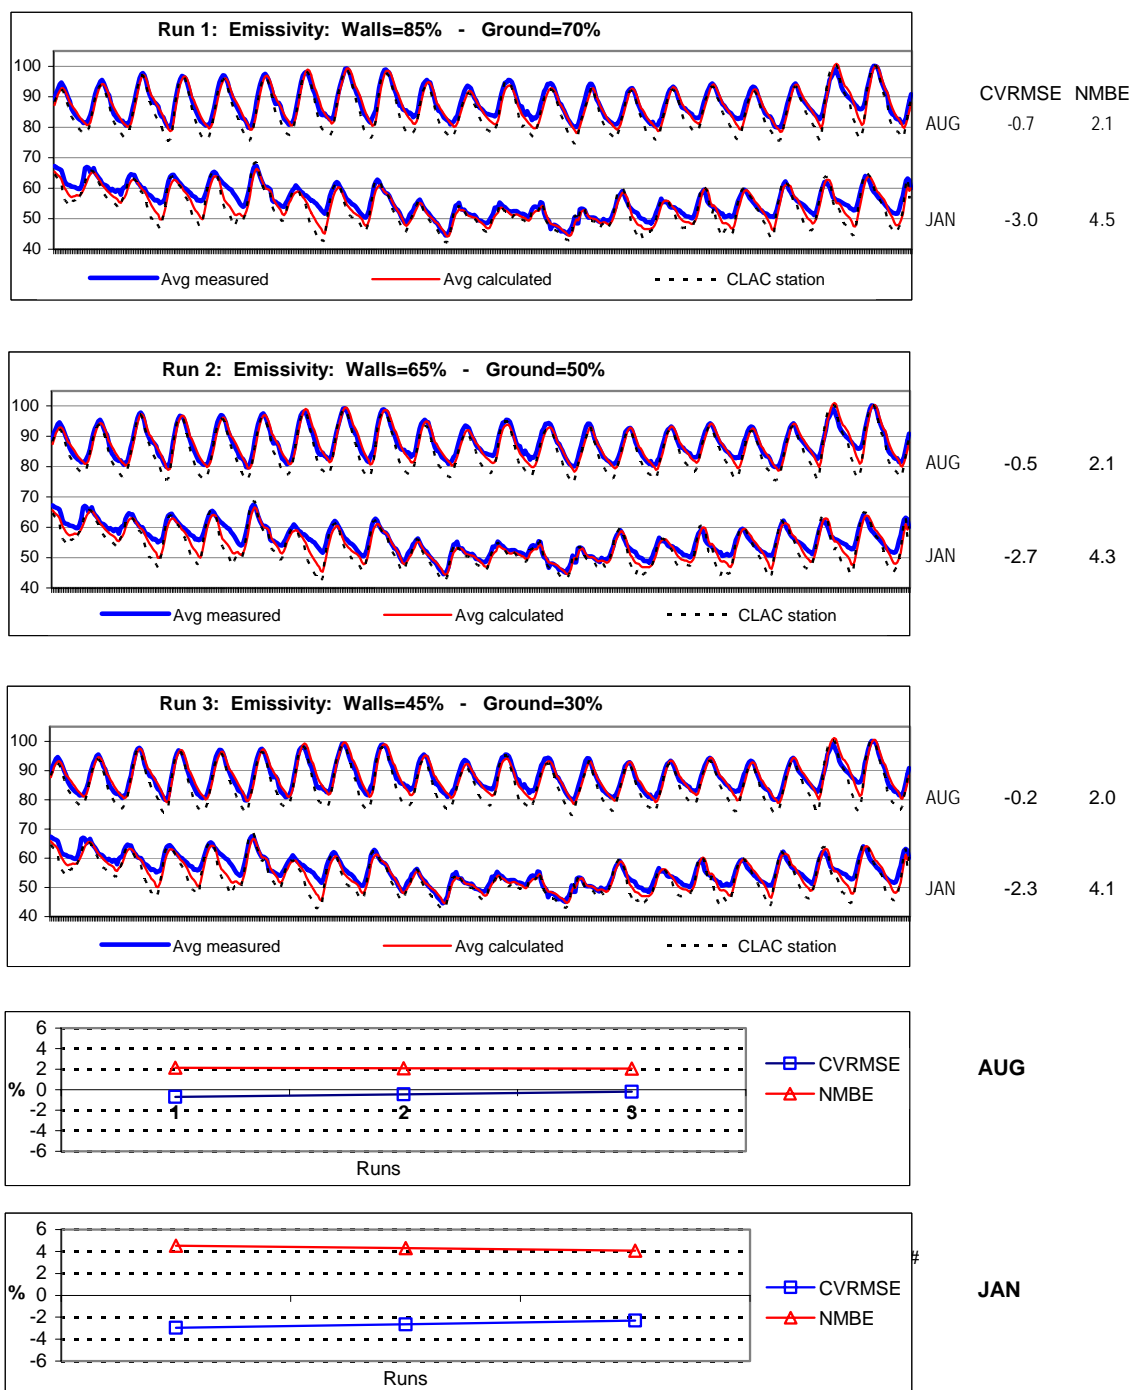 Run 1: Emissivity: Walls=85% - Ground=70%
100
90
80
70
60
50
40
Avg measured Avg calculated CLAC station
CVRMSE NMBE
AUG -0.7 2.1
JAN -3.0 4.5
Run 2: Emissivity: Walls=65% - Ground=50%
100
90
80
70
60
50
40
Avg measured Avg calculated CLAC station
AUG -0.5 2.1
JAN -2.7 4.3
Run 3: Emissivity: Walls=45% - Ground=30%
100
90
80
70
60
50
40
Avg measured Avg calculated CLAC station
AUG -0.2 2.0
JAN -2.3 4.1
6
4
2
0
-2
-4
-6
%
1 2 3
Runs
CVRMSE
NMBE
AUG
6
4
2
0
-2
-4
-6
%
Runs
CVRMSE
NMBE
#
JAN